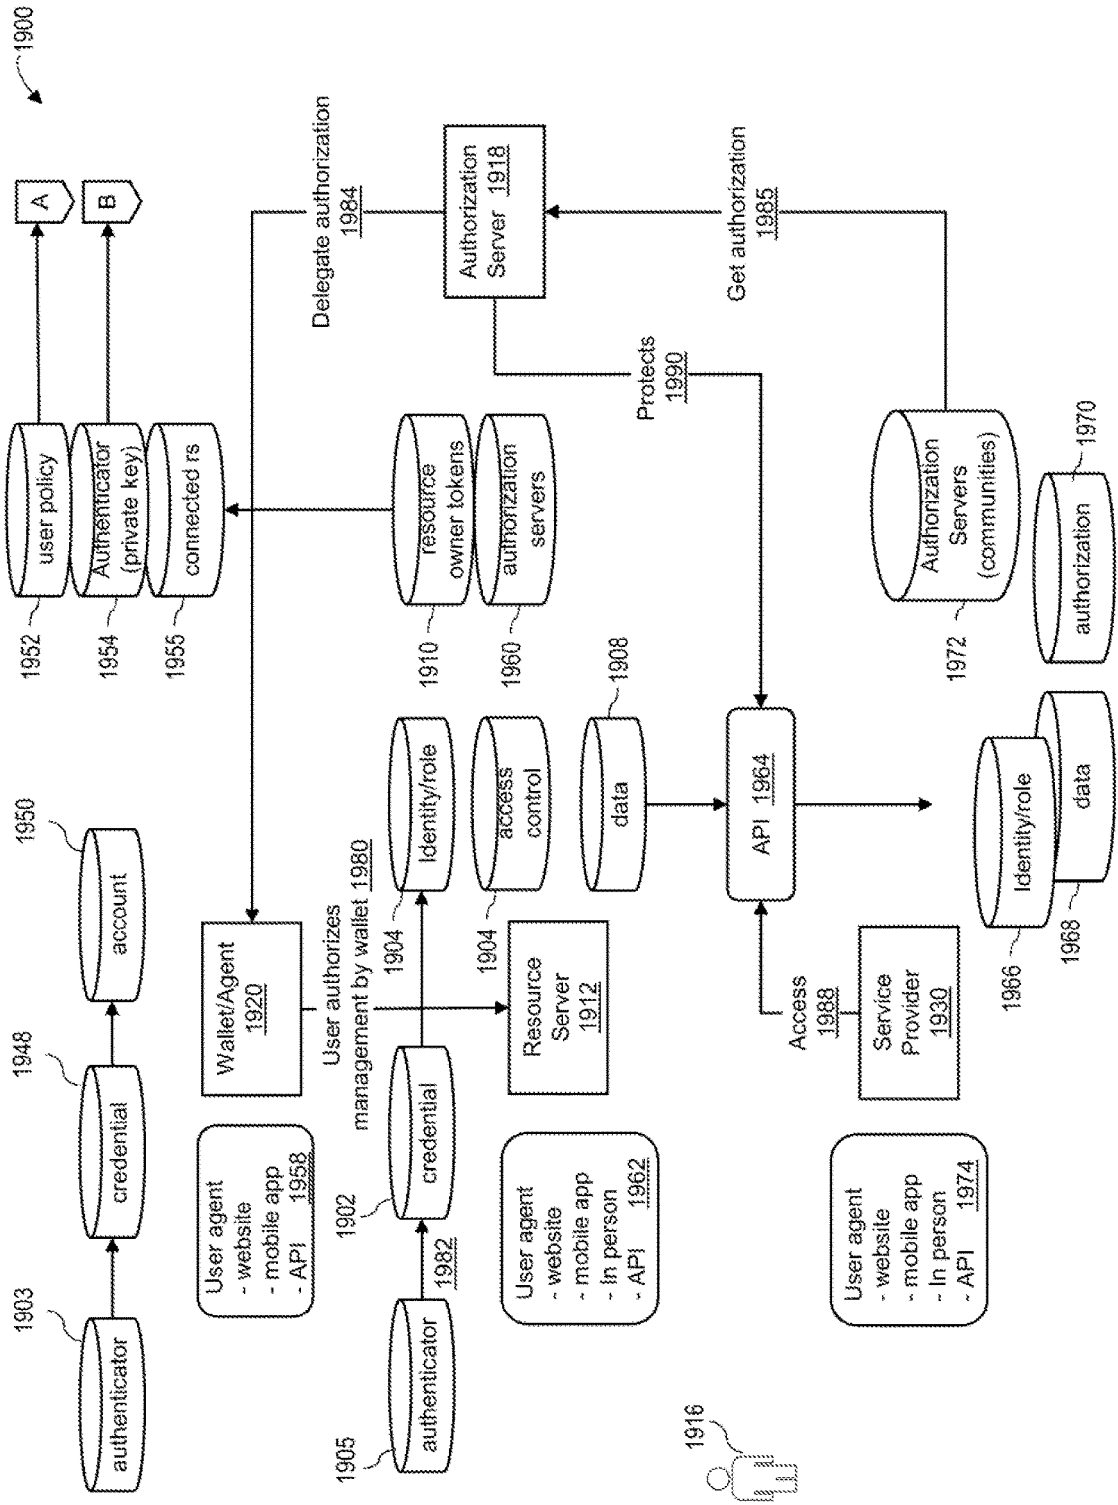 1900
1903
authenticator
1948
credential
1950
account
1952
user policy
A
1954
Authenticator
(private key)
B
1955
connected rs
User agent
- website
- mobile app
- API 1958
Wallet/Agent
1920
Delegate authorization
1984
User authorizes
management by wallet 1980
1905
authenticator
1982
1902
credential
1904
Identity/role
1910
resource
owner tokens
1904
access
control
1960
authorization
servers
Authorization
Server 1918
User agent
- website
- mobile app
- In person
- API 1962
Resource
Server
1912
1908
data
Protects
1990
1916
API 1964
Get authorization
1985
Access
1988
User agent
- website
- mobile app
- In person
- API 1974
Service
Provider
1930
1972
Authorization
Servers
(communities)
1966
Identity/role
1968
data
1970
authorization